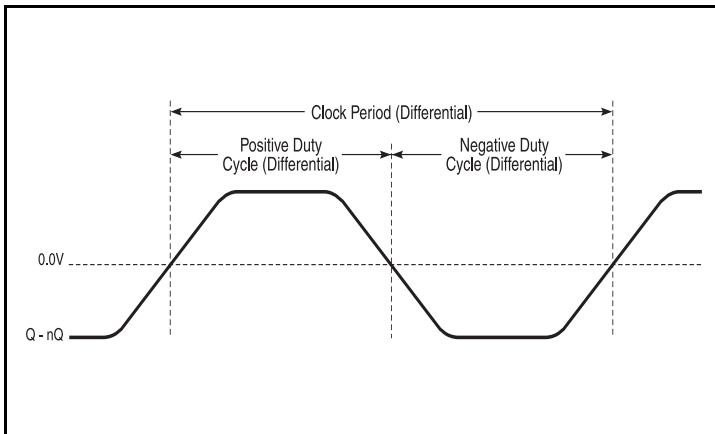 Clock Period (Differential)
Positive Duty
Cycle (Differential)
Negative Duty
Cycle (Differential)
0.0V
Q - nQ